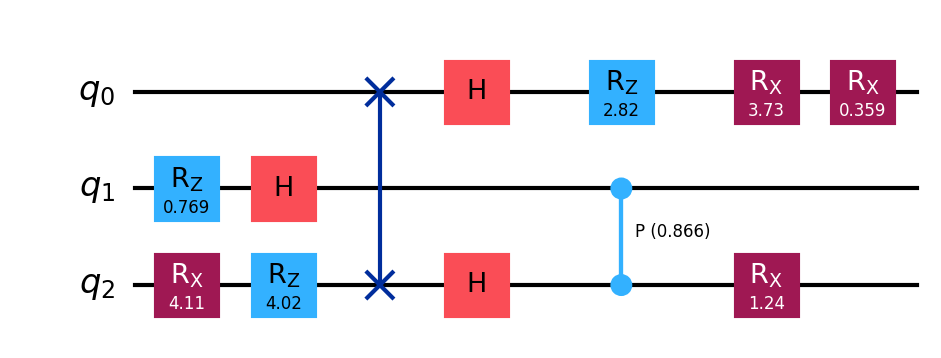 q0 H RZ 2.82 RX 3.73 RX 0.359
q1 RZ 0.769 H P (0.866)
q2 RX 4.11 RZ 4.02 H RX 1.24